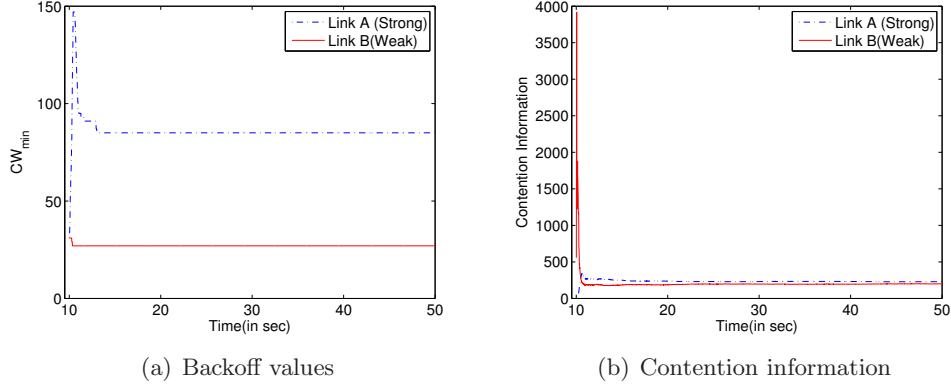 150
100
50
0
10
20
30
40
50
CW_min
Time(in sec)
Link A (Strong)
Link B(Weak)
(a) Backoff values
4000
3500
3000
2500
2000
1500
1000
500
0
10
20
30
40
50
Contention Information
Time(in sec)
Link A (Strong)
Link B(Weak)
(b) Contention information